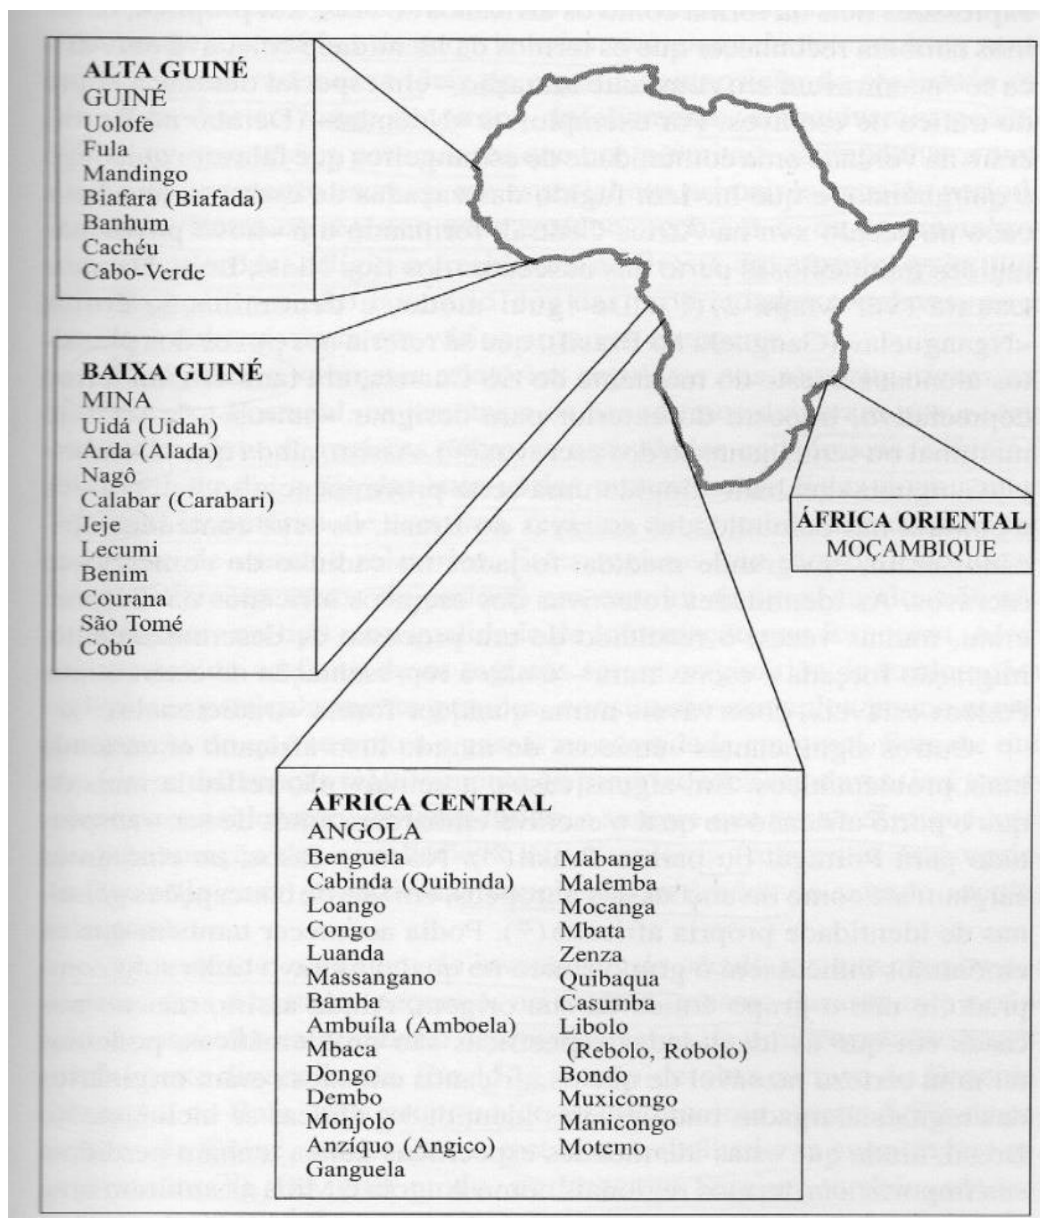 ALTA GUINÉ
GUINÉ
Uolofe
Fula
Mandingo
Biafara (Biafada)
Banhum
Cachéu
Cabo-Verde
BAIXA GUINÉ
MINA
Uidá (Uidah)
Arda (Alada)
Nagô
Calabar (Carabari)
Jeje
Lecumi
Benim
Courana
São Tomé
Cobú
ÁFRICA ORIENTAL
MOÇAMBIQUE
ÁFRICA CENTRAL
ANGOLA
Benguela
Cabinda (Quibinda)
Loango
Congo
Luanda
Massangano
Bamba
Ambuíla (Amboela)
Mbaca
Dongo
Dembo
Monjolo
Anzíquo (Angico)
Ganguela
Mabanga
Malemba
Mocanga
Mbata
Zenza
Quibaqua
Casumba
Libolo
(Rebolo, Robolo)
Bondo
Muxicongo
Manicongo
Motemo